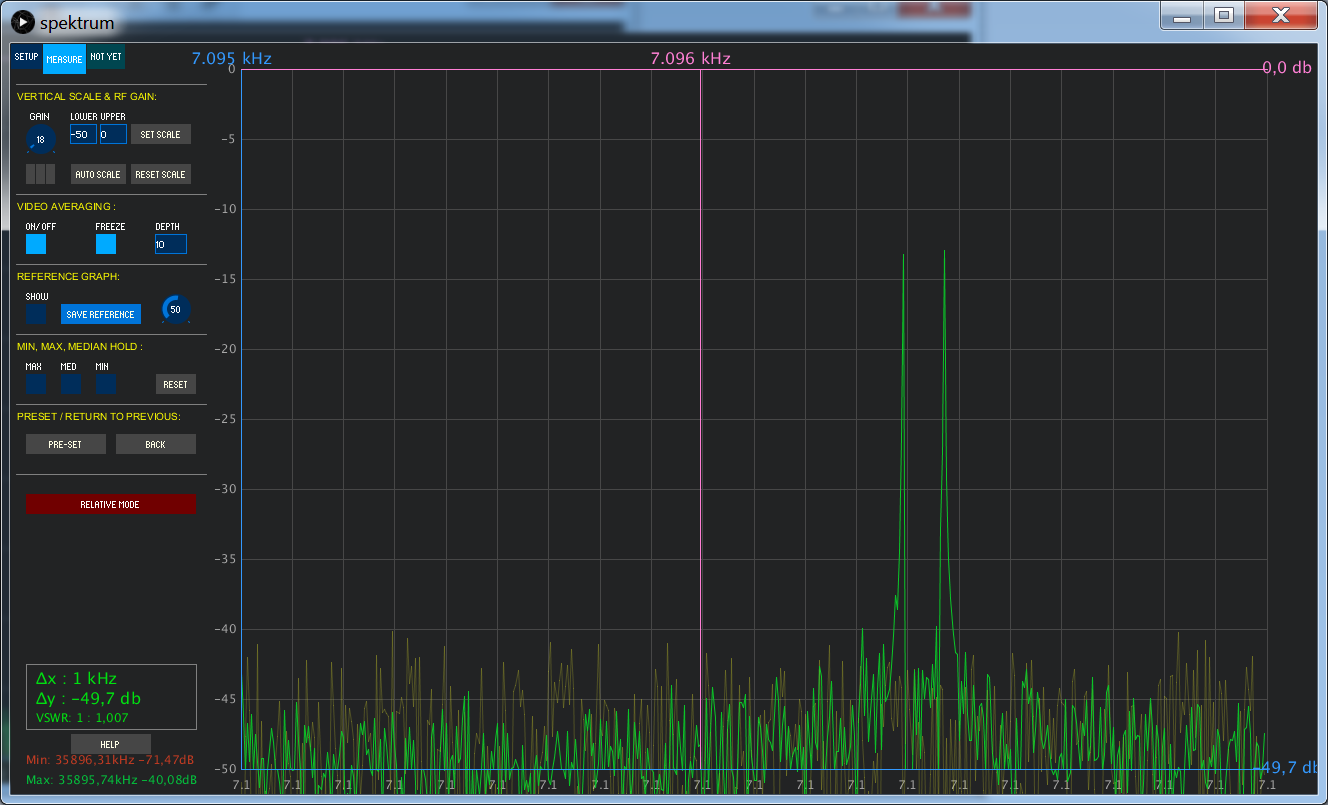 spektrum
SETUP MEASURE NOT YET 7.095 kHz 7.096 kHz
0,0 db
VERTICAL SCALE & RF GAIN:
GAIN LOWER UPPER
18 -50 0 SET SCALE
AUTO SCALE RESET SCALE
VIDEO AVERAGING :
ON/OFF FREEZE DEPTH
10
REFERENCE GRAPH:
SHOW
SAVE REFERENCE 50
MIN, MAX, MEDIAN HOLD :
MAX MED MIN
RESET
PRESET / RETURN TO PREVIOUS:
PRE-SET BACK
RELATIVE MODE
Δx : 1 kHz
Δy : −49,7 db
VSWR: 1 : 1,007
HELP
Min: 35896,31kHz −71,47dB
Max: 35895,74kHz −40,08dB
0
−5
−10
−15
−20
−25
−30
−35
−40
−45
−50
−49,7 db
7.1 7.1 7.1 7.1 7.1 7.1 7.1 7.1 7.1 7.1 7.1 7.1 7.1 7.1 7.1 7.1 7.1 7.1 7.1 7.1 7.1